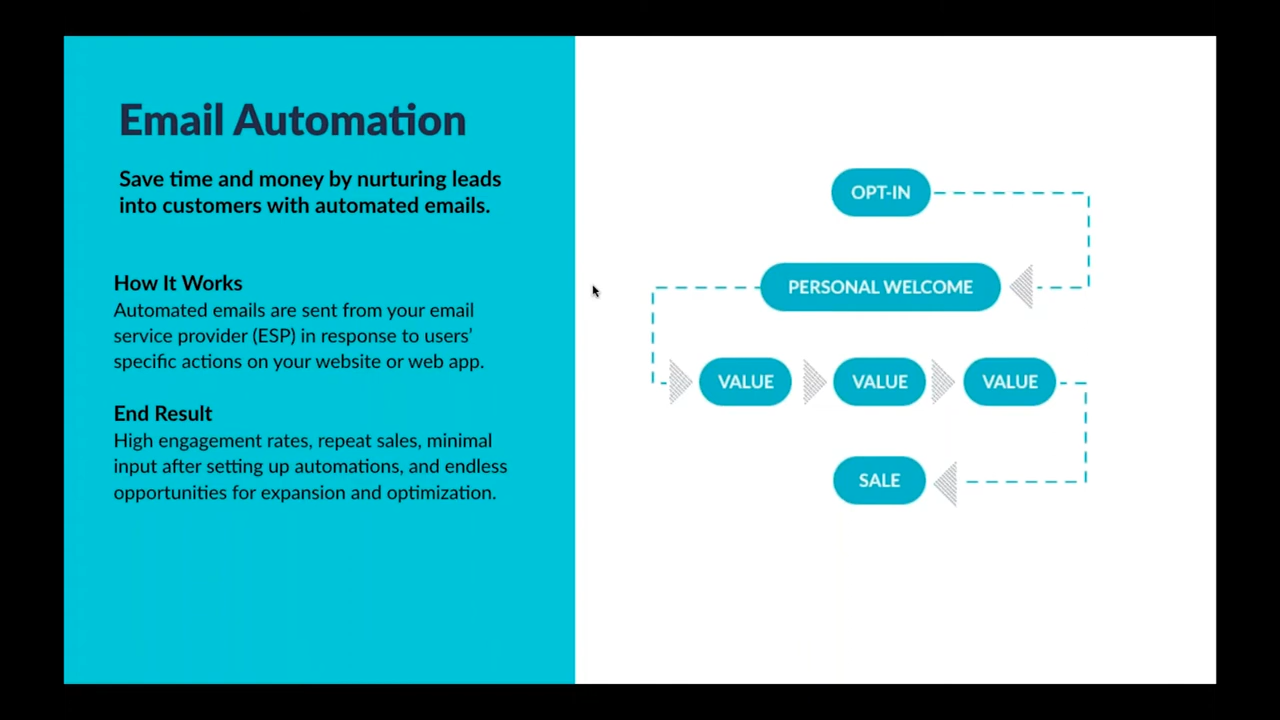 Email Automation
Save time and money by nurturing leads
into customers with automated emails.
How It Works
Automated emails are sent from your email
service provider (ESP) in response to users’
specific actions on your website or web app.
End Result
High engagement rates, repeat sales, minimal
input after setting up automations, and endless
opportunities for expansion and optimization.
OPT-IN
PERSONAL WELCOME
VALUE VALUE VALUE
SALE